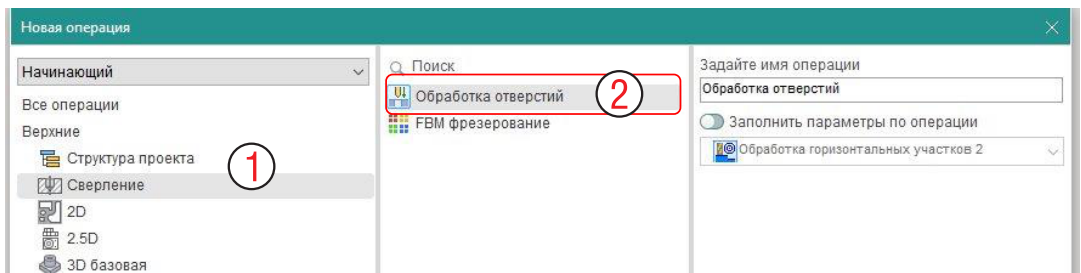 Новая операция
Начинающий
Все операции
Верхние
Структура проекта
1
Сверление
2D
2.5D
3D базовая
Поиск
Обработка отверстий
2
FBM фрезерование
Задайте имя операции
Обработка отверстий
Заполнить параметры по операции
Обработка горизонтальных участков 2